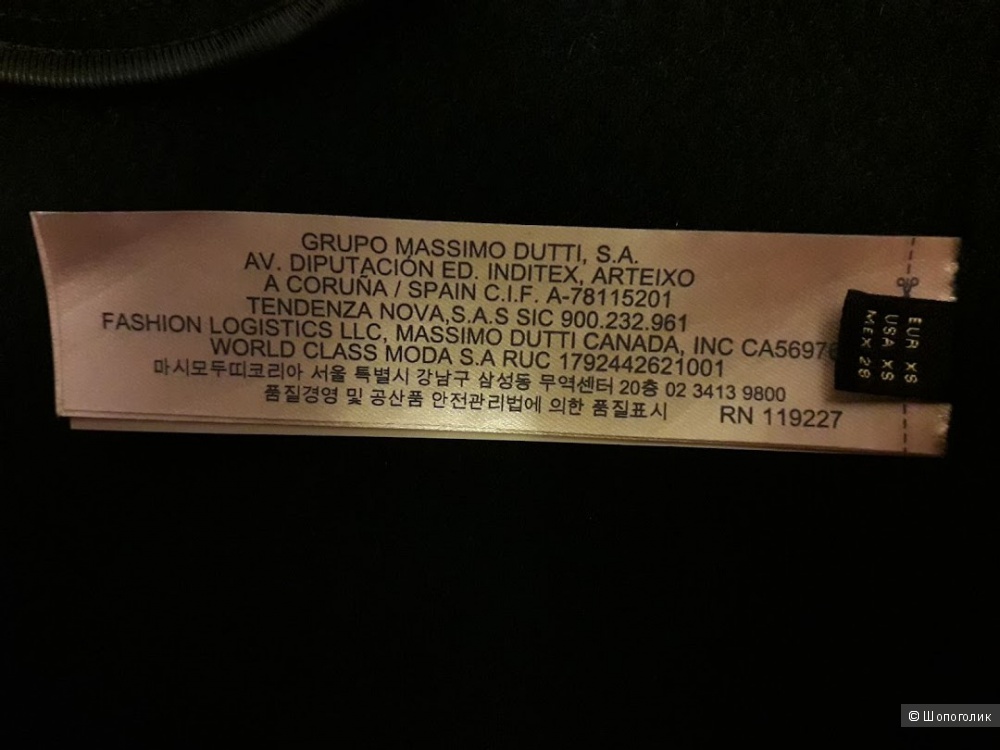 GRUPO MASSIMO DUTTI, S.A.
AV. DIPUTACIÓN ED. INDITEX, ARTEIXO
A CORUÑA / SPAIN C.I.F. A-78115201
TENDENZA NOVA,S.A.S SIC 900.232.961
FASHION LOGISTICS LLC, MASSIMO DUTTI CANADA, INC
WORLD CLASS MODA S.A RUC 1792442621001
마시모두띠코리아 서울 특별시 강남구 삼성동 무역센터 20층 02 3413 9800
품질경영 및 공산품 안전관리법에 의한 품질표시 RN 119227
EUR XS
USA XS
MEX 28
© Шопоголик